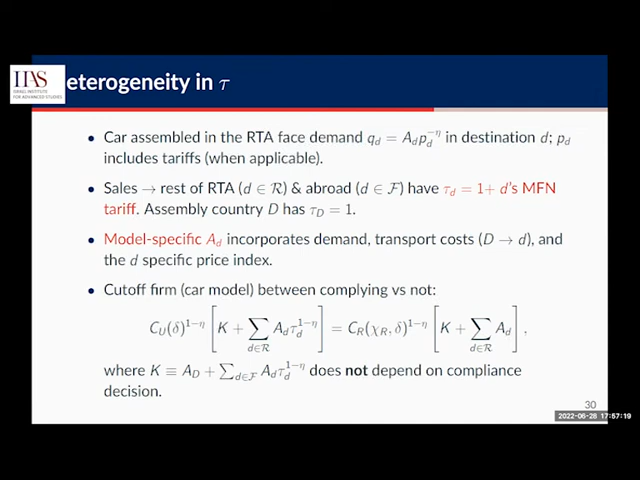 IIAS
ISRAEL INSTITUTE
FOR ADVANCED STUDIES
eterogeneity in τ
• Car assembled in the RTA face demand q_d = A_d p_d^{-η} in destination d; p_d
includes tariffs (when applicable).
• Sales → rest of RTA (d ∈ ℛ) & abroad (d ∈ ℱ) have τ_d = 1+ d's MFN
tariff. Assembly country D has τ_D = 1.
• Model-specific A_d incorporates demand, transport costs (D → d), and
the d specific price index.
• Cutoff firm (car model) between complying vs not:
C_U(δ)^{1-η} [K + ∑_{d∈ℛ} A_d τ_d^{1-η}] = C_R(χ_R, δ)^{1-η} [K + ∑_{d∈ℛ} A_d],
where K ≡ A_D + ∑_{d∈ℱ} A_d τ_d^{1-η} does not depend on compliance
decision.
30
2022-06-28 17:57:19